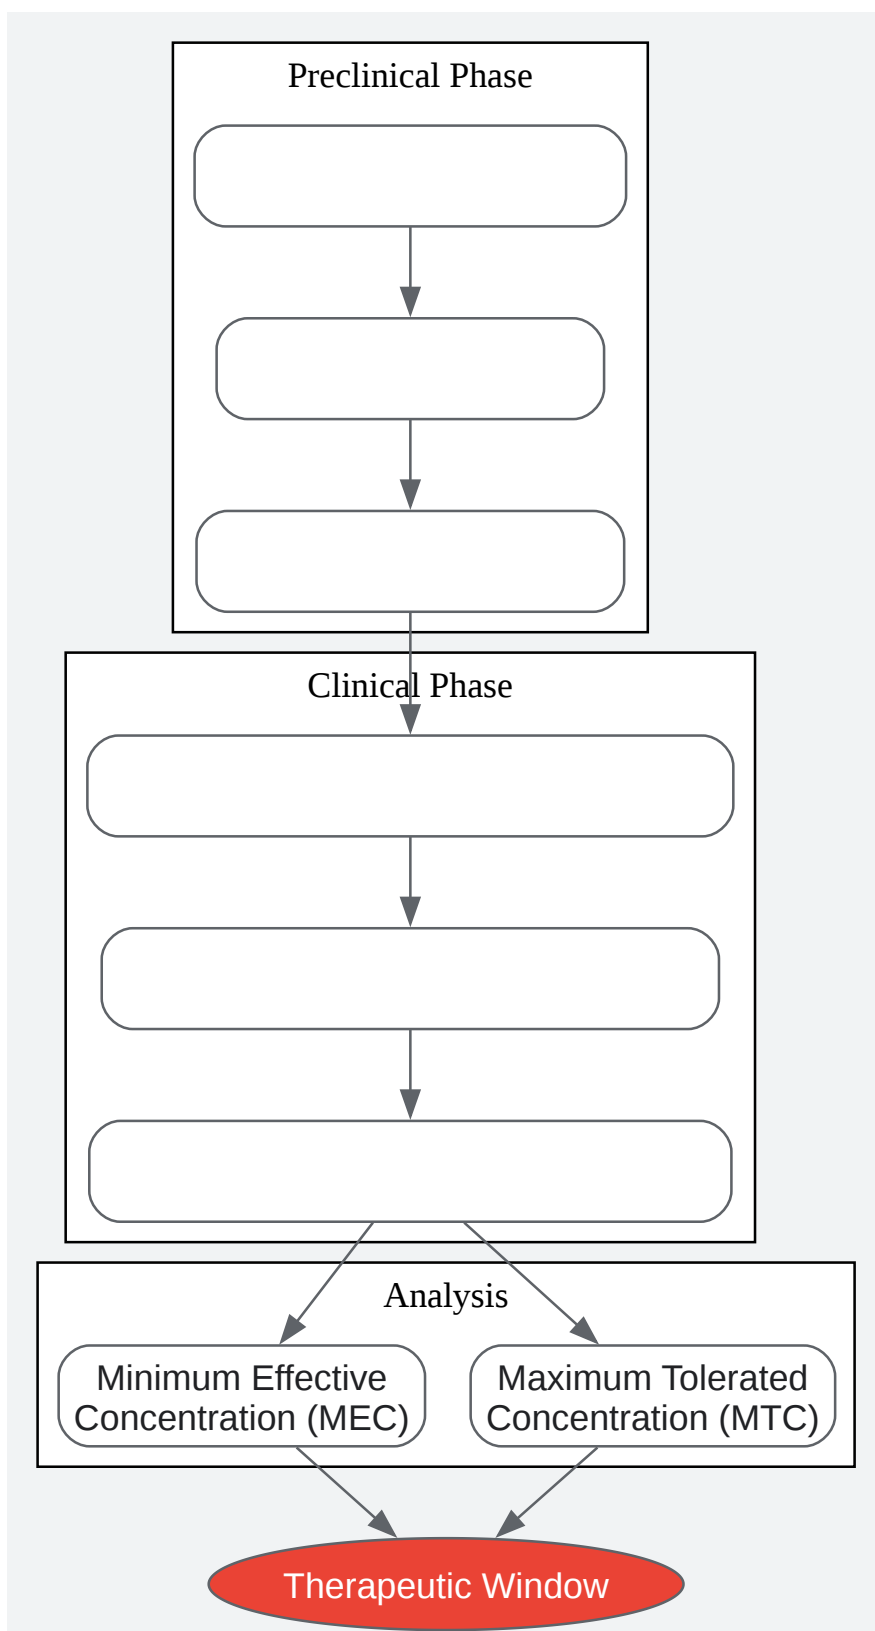 Preclinical Phase
Clinical Phase
Analysis
Minimum Effective
Concentration (MEC)
Maximum Tolerated
Concentration (MTC)
Therapeutic Window